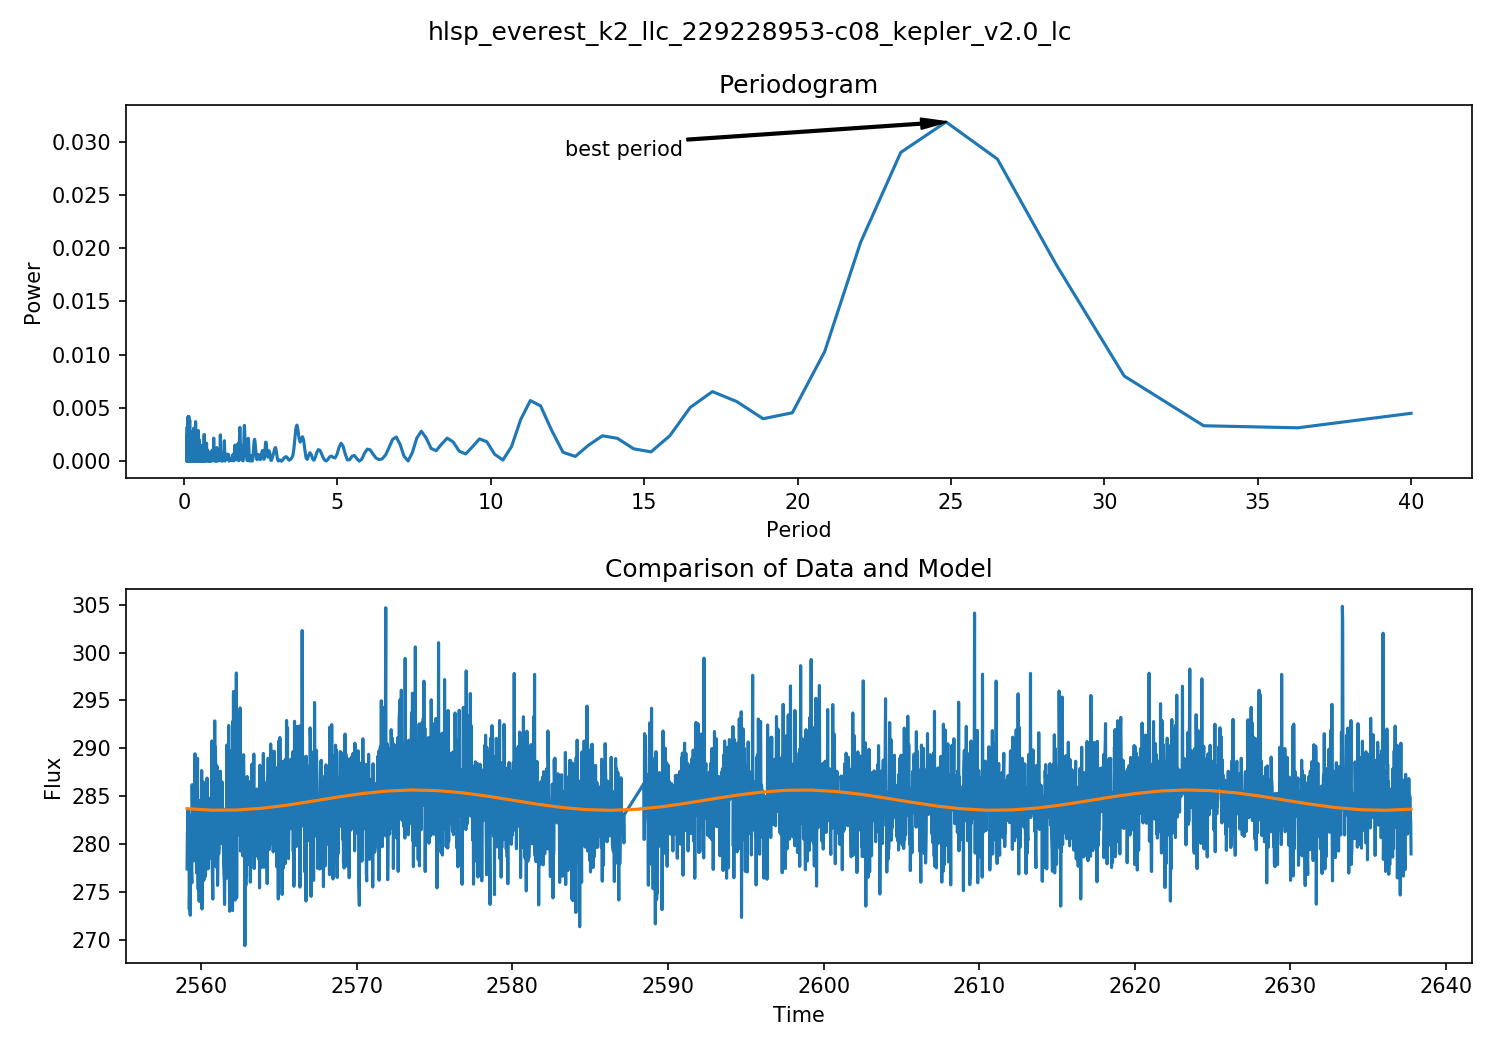 hlsp_everest_k2_llc_229228953-c08_kepler_v2.0_lc
Periodogram
best period
0.030
0.025
0.020
0.015
0.010
0.005
0.000
Power
0 5 10 15 20 25 30 35 40
Period
Comparison of Data and Model
305
300
295
290
285
280
275
270
Flux
2560 2570 2580 2590 2600 2610 2620 2630 2640
Time